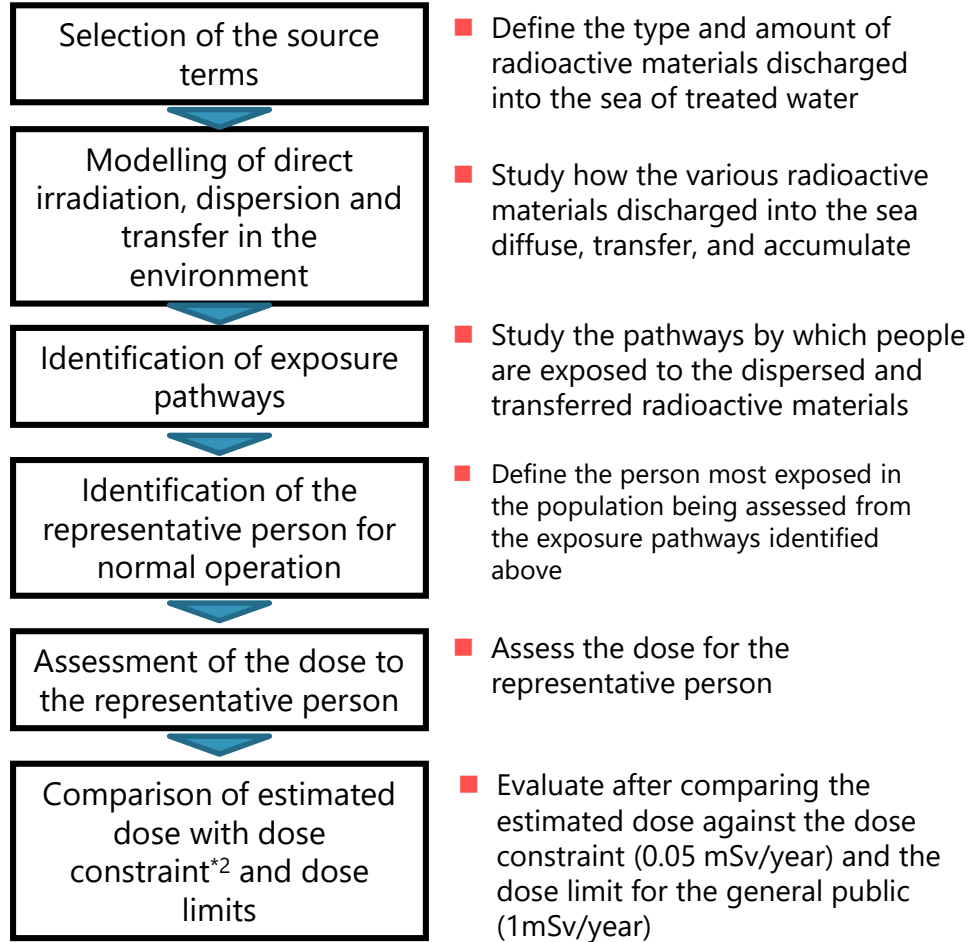 Selection of the source
terms
Define the type and amount of
radioactive materials discharged
into the sea of treated water
Modelling of direct
irradiation, dispersion and
transfer in the
environment
Study how the various radioactive
materials discharged into the sea
diffuse, transfer, and accumulate
Identification of exposure
pathways
Study the pathways by which people
are exposed to the dispersed and
transferred radioactive materials
Identification of the
representative person for
normal operation
Define the person most exposed in
the population being assessed from
the exposure pathways identified
above
Assessment of the dose to
the representative person
Assess the dose for the
representative person
Comparison of estimated
dose with dose
constraint*2 and dose
limits
Evaluate after comparing the
estimated dose against the dose
constraint (0.05 mSv/year) and the
dose limit for the general public
(1mSv/year)